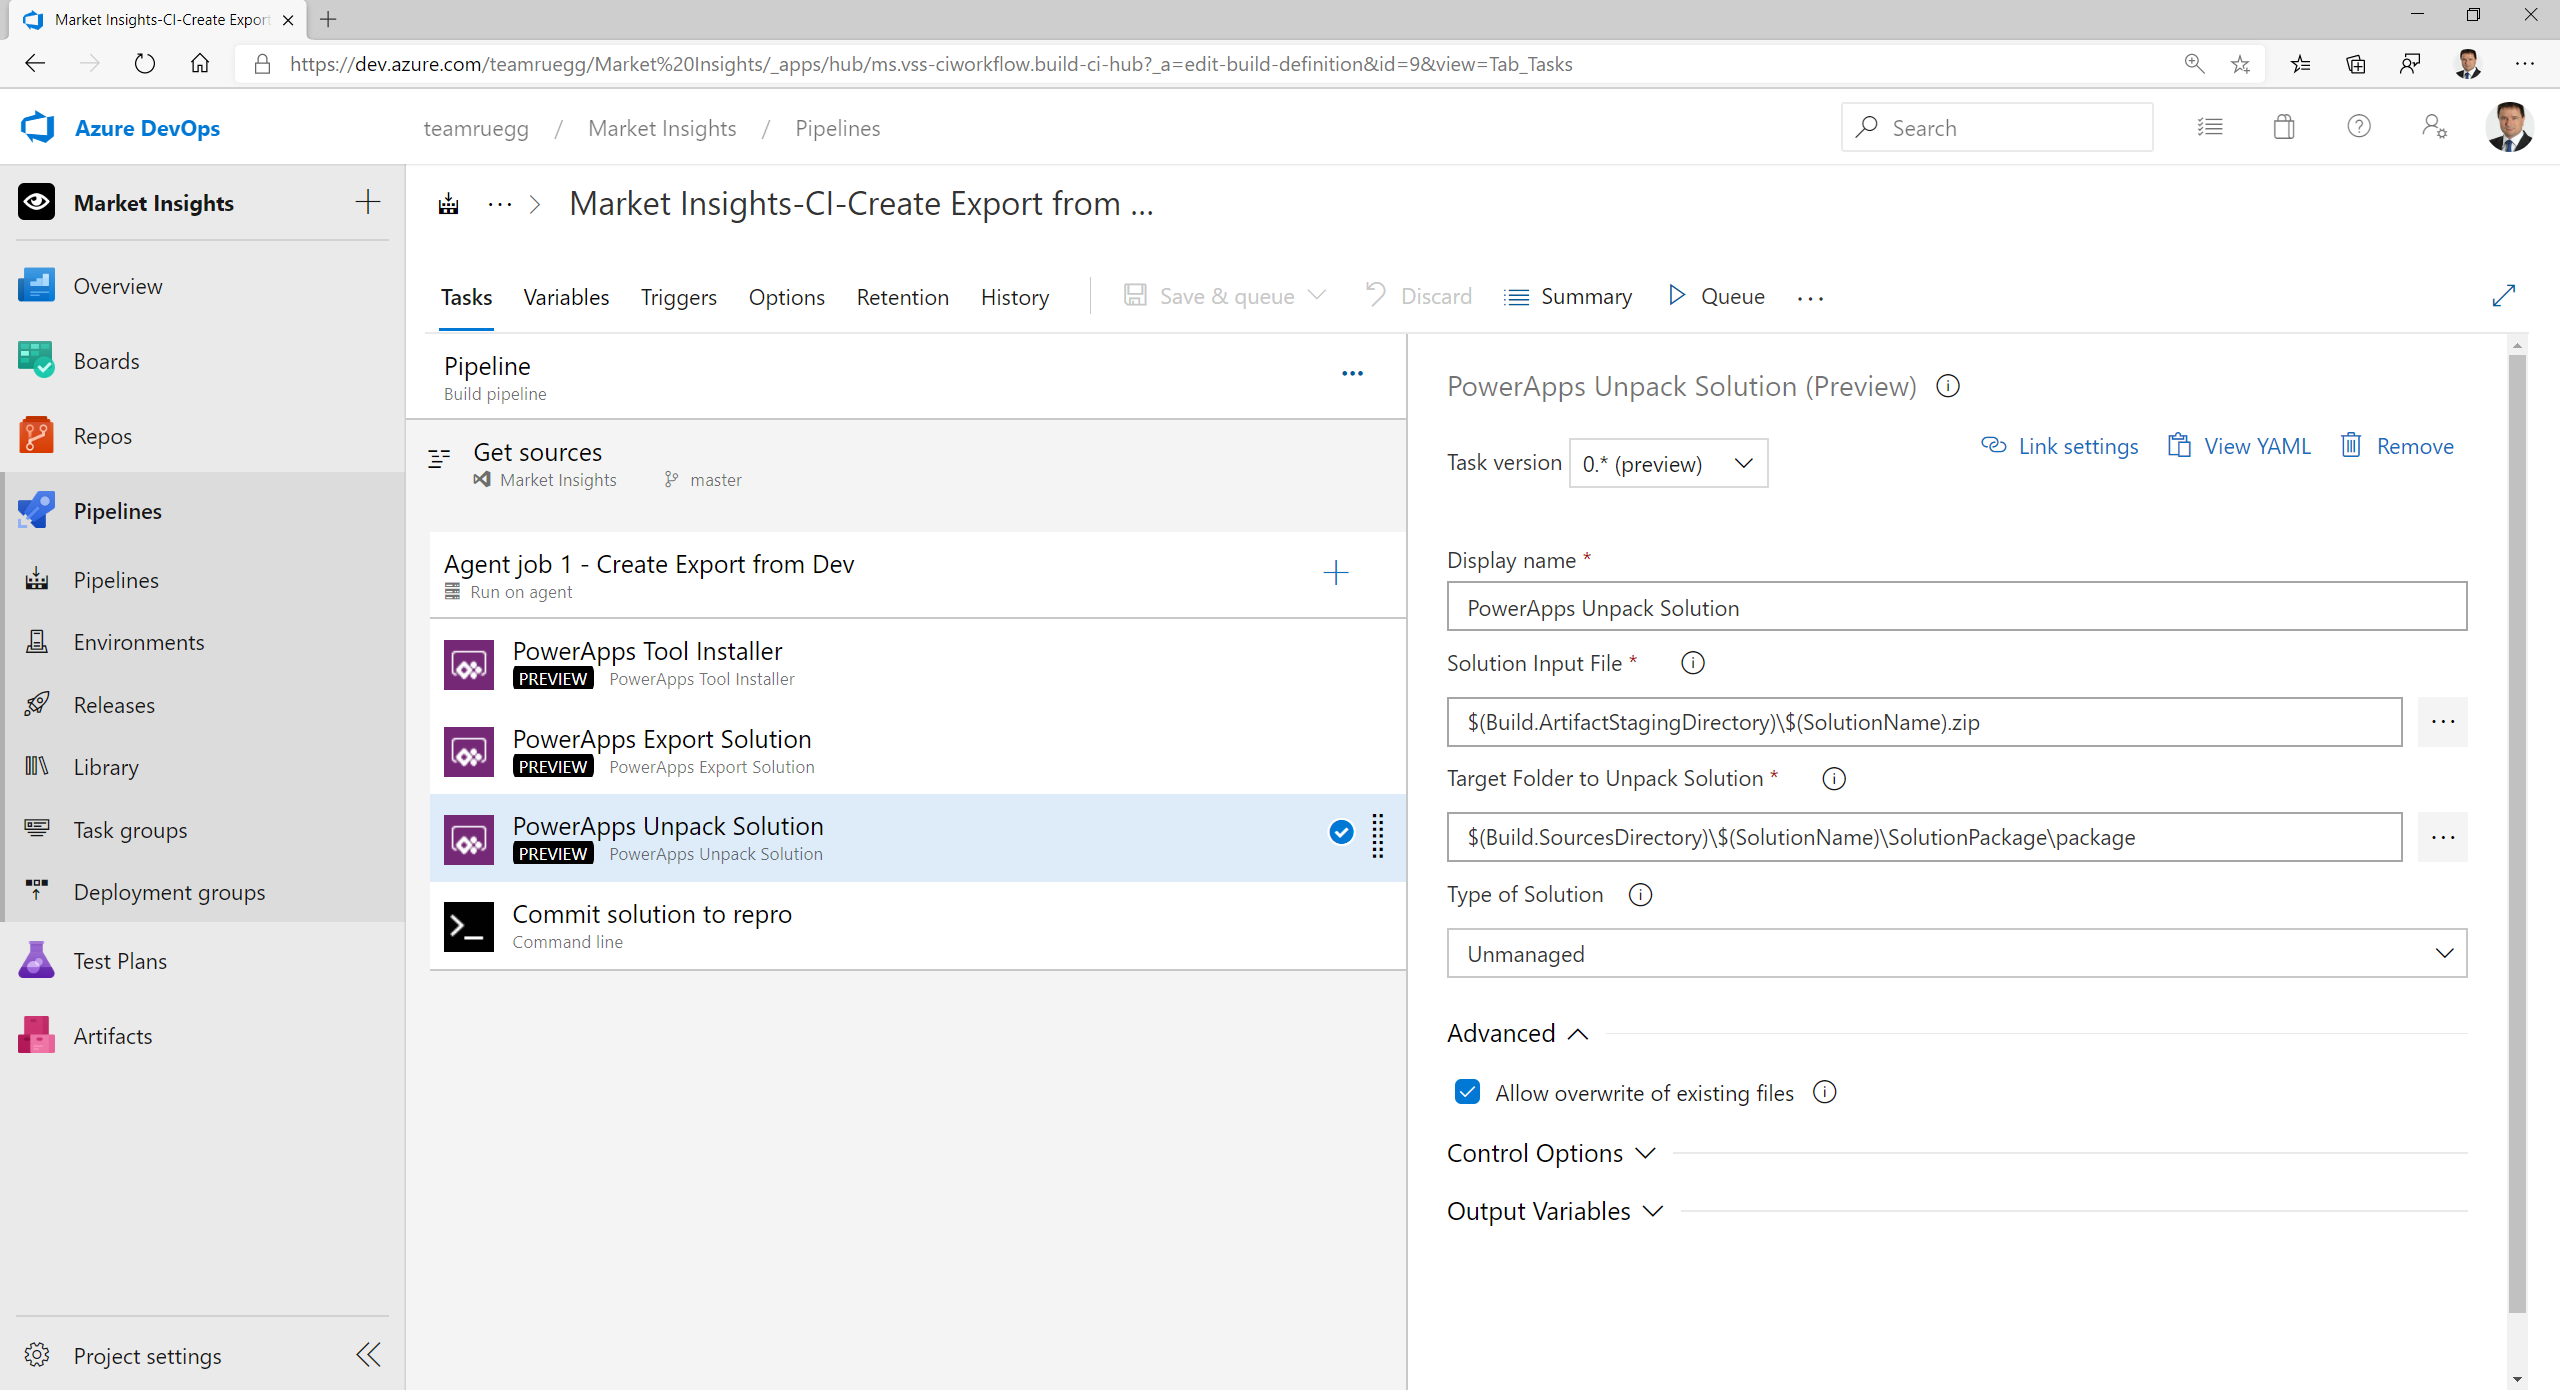 Market Insights-CI-Create Export
https://dev.azure.com/teamruegg/Market%20Insights/_apps/hub/ms.vss-ciworkflow.build-ci-hub?_a=edit-build-definition&id=9&view=Tab_Tasks
Azure DevOps
teamruegg / Market Insights / Pipelines
Search
Market Insights
Overview
Boards
Repos
Pipelines
Pipelines
Environments
Releases
Library
Task groups
Deployment groups
Test Plans
Artifacts
Project settings
Market Insights-CI-Create Export from ...
Tasks Variables Triggers Options Retention History Save & queue Discard Summary Queue
Pipeline
Build pipeline
Get sources
Market Insights master
Agent job 1 - Create Export from Dev
Run on agent
PowerApps Tool Installer
PREVIEW PowerApps Tool Installer
PowerApps Export Solution
PREVIEW PowerApps Export Solution
PowerApps Unpack Solution
PREVIEW PowerApps Unpack Solution
Commit solution to repro
Command line
PowerApps Unpack Solution (Preview)
Task version 0.* (preview)
Link settings View YAML Remove
Display name *
PowerApps Unpack Solution
Solution Input File *
$(Build.ArtifactStagingDirectory)\$(SolutionName).zip
Target Folder to Unpack Solution *
$(Build.SourcesDirectory)\$(SolutionName)\SolutionPackage\package
Type of Solution
Unmanaged
Advanced
Allow overwrite of existing files
Control Options
Output Variables